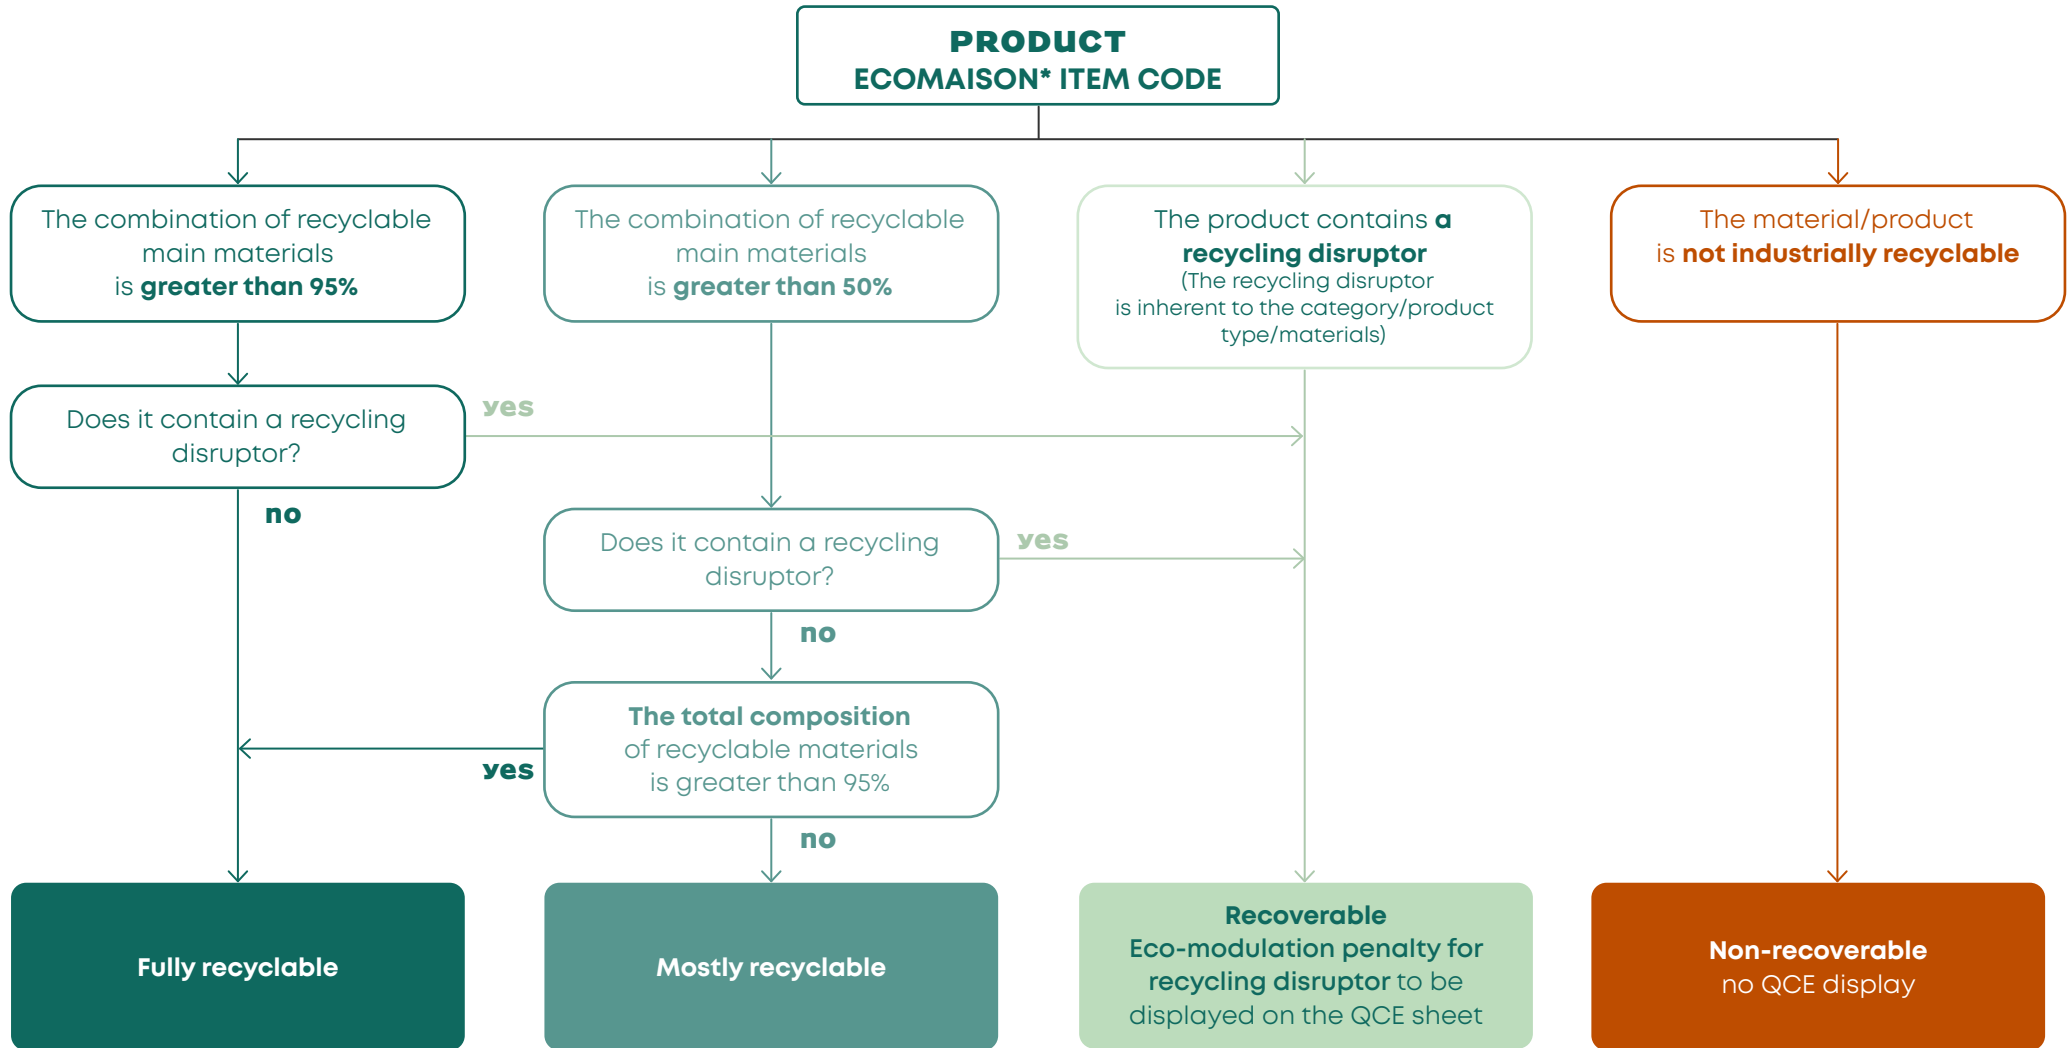 PRODUCT
ECOMAISON* ITEM CODE
The combination of recyclable
main materials
is greater than 95%
The combination of recyclable
main materials
is greater than 50%
The product contains a
recycling disruptor
(The recycling disruptor
is inherent to the category/product
type/materials)
The material/product
is not industrially recyclable
Does it contain a recycling
disruptor?
yes
no
Does it contain a recycling
disruptor?
yes
no
The total composition
of recyclable materials
is greater than 95%
yes
no
Fully recyclable
Mostly recyclable
Recoverable
Eco-modulation penalty for
recycling disruptor to be
displayed on the QCE sheet
Non-recoverable
no QCE display